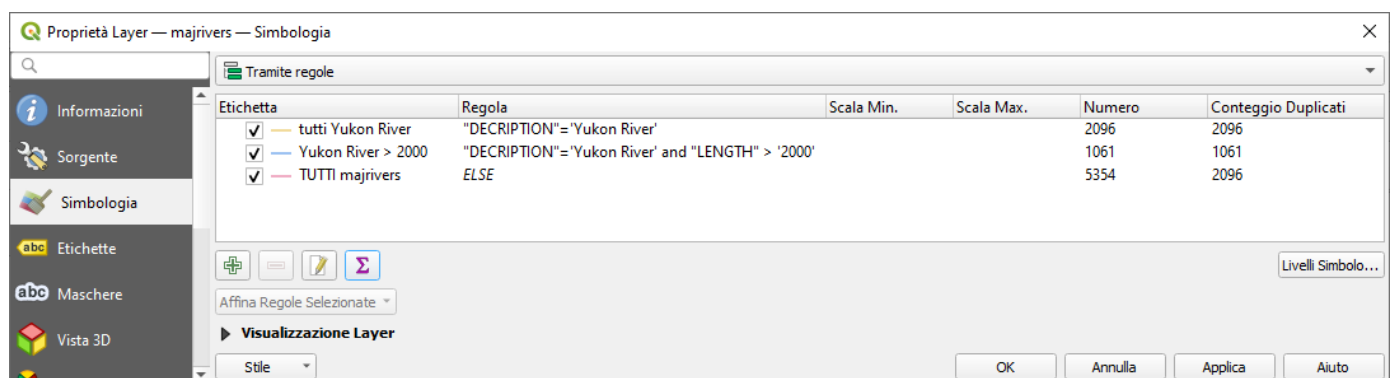 Proprietà Layer — majrivers — Simbologia
Tramite regole
Informazioni
Sorgente
Simbologia
Etichette
Maschere
Vista 3D
Etichetta Regola Scala Min. Scala Max. Numero Conteggio Duplicati
tutti Yukon River "DECRIPTION"='Yukon River' 2096 2096
Yukon River > 2000 "DECRIPTION"='Yukon River' and "LENGTH" > '2000' 1061 1061
TUTTI majrivers ELSE 5354 2096
Livelli Simbolo...
Affina Regole Selezionate
Visualizzazione Layer
Stile
OK Annulla Applica Aiuto